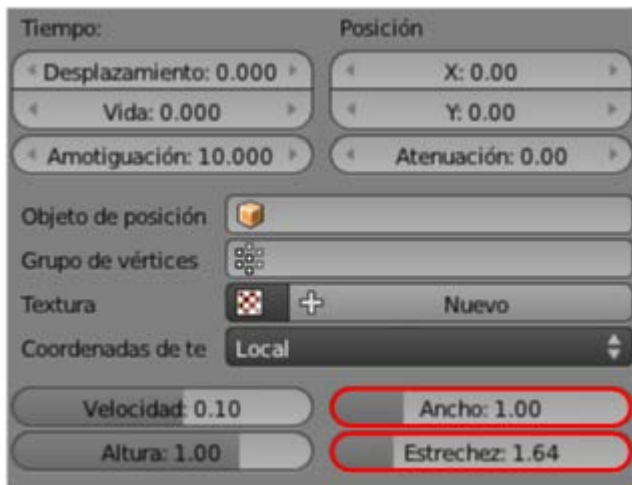 Tiempo:
Posición
Desplazamiento: 0.000
X: 0.00
Vida: 0.000
Y: 0.00
Amotiguación: 10.000
Atenuación: 0.00
Objeto de posición
Grupo de vértices
Textura
Nuevo
Coordenadas de te
Local
Velocidad: 0.10
Ancho: 1.00
Altura: 1.00
Estrechez: 1.64